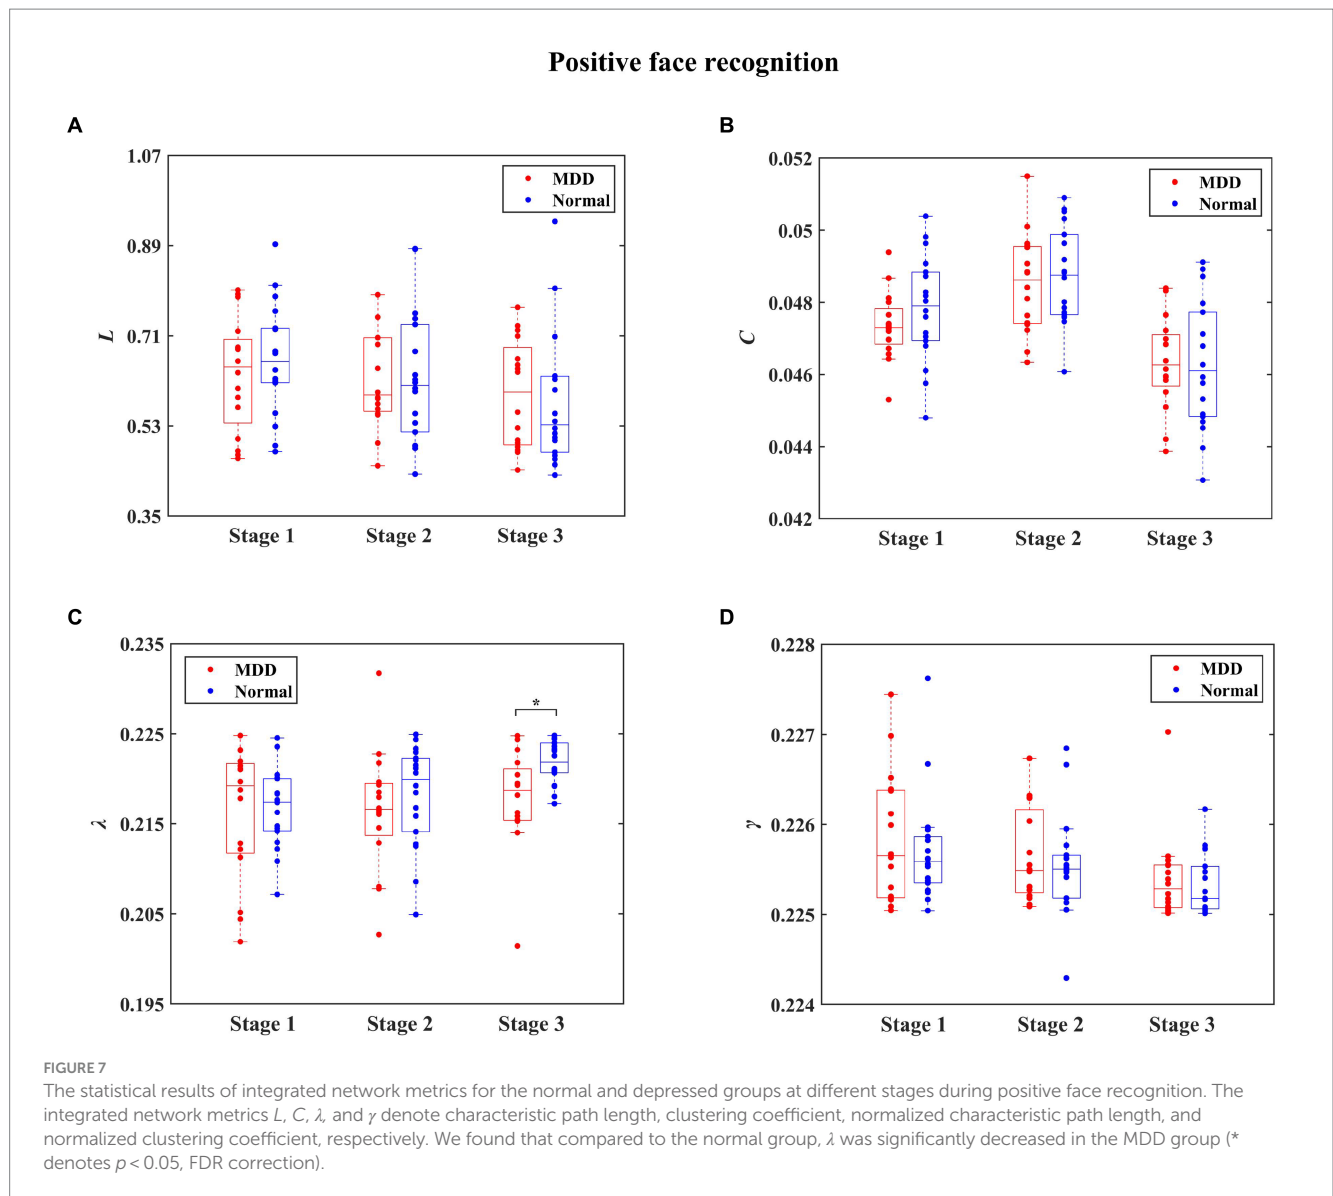 Positive face recognition
A
1.07
0.89
0.71
0.53
0.35
L
MDD
Normal
Stage 1
Stage 2
Stage 3
B
0.052
0.05
0.048
0.046
0.044
0.042
C
MDD
Normal
Stage 1
Stage 2
Stage 3
C
0.235
0.225
0.215
0.205
0.195
λ
MDD
Normal
*
Stage 1
Stage 2
Stage 3
D
0.228
0.227
0.226
0.225
0.224
γ
MDD
Normal
Stage 1
Stage 2
Stage 3
FIGURE 7
The statistical results of integrated network metrics for the normal and depressed groups at different stages during positive face recognition. The
integrated network metrics L, C, λ, and γ denote characteristic path length, clustering coefficient, normalized characteristic path length, and
normalized clustering coefficient, respectively. We found that compared to the normal group, λ was significantly decreased in the MDD group (*
denotes p < 0.05, FDR correction).